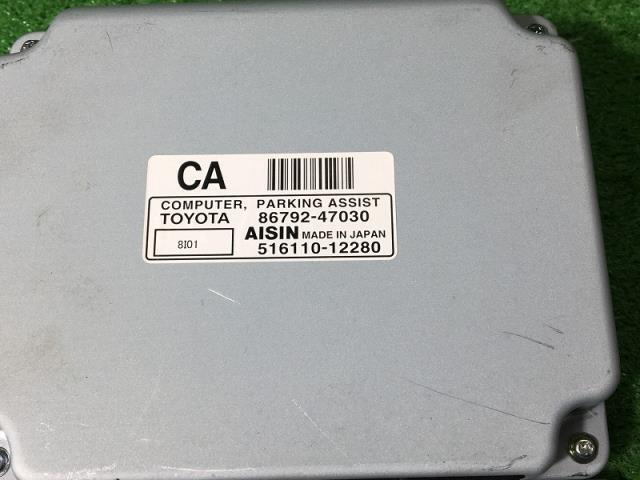 CA
COMPUTER, PARKING ASSIST
TOYOTA 86792-47030
8I01
AISIN MADE IN JAPAN
516110-12280